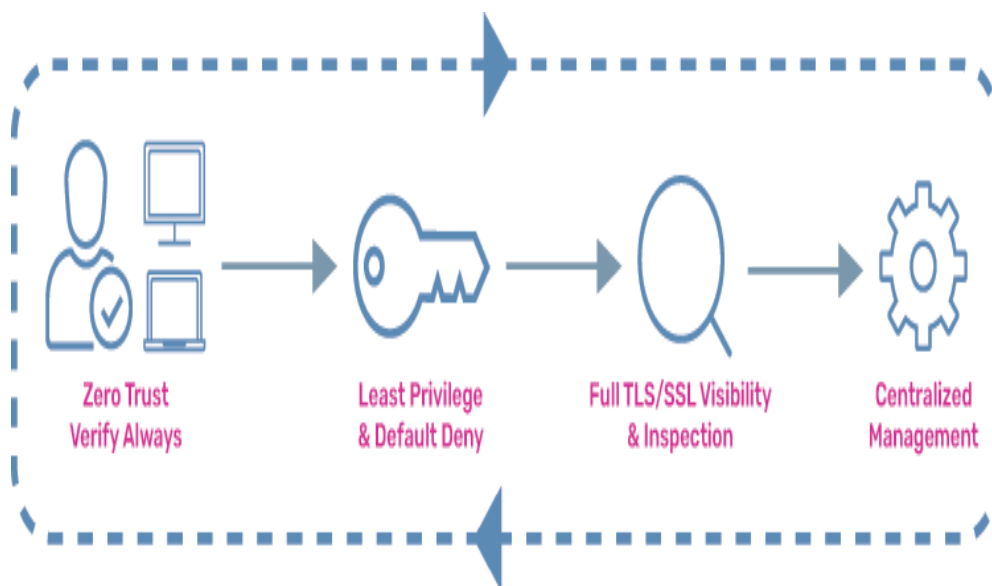 Zero Trust
Verify Always
Least Privilege
& Default Deny
Full TLS/SSL Visibility
& Inspection
Centralized
Management